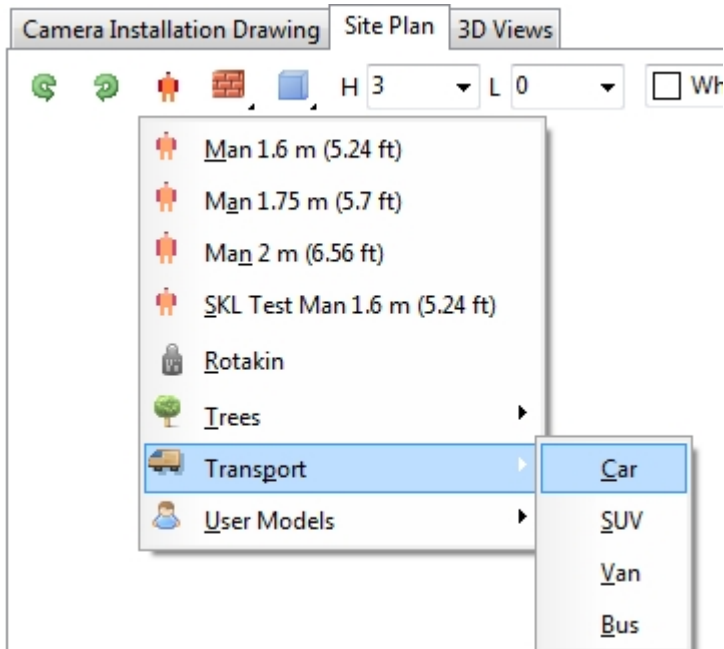 Camera Installation Drawing Site Plan 3D Views
H 3 L 0 Wh
Man 1.6 m (5.24 ft)
Man 1.75 m (5.7 ft)
Man 2 m (6.56 ft)
SKL Test Man 1.6 m (5.24 ft)
Rotakin
Trees
Transport
User Models
Car
SUV
Van
Bus